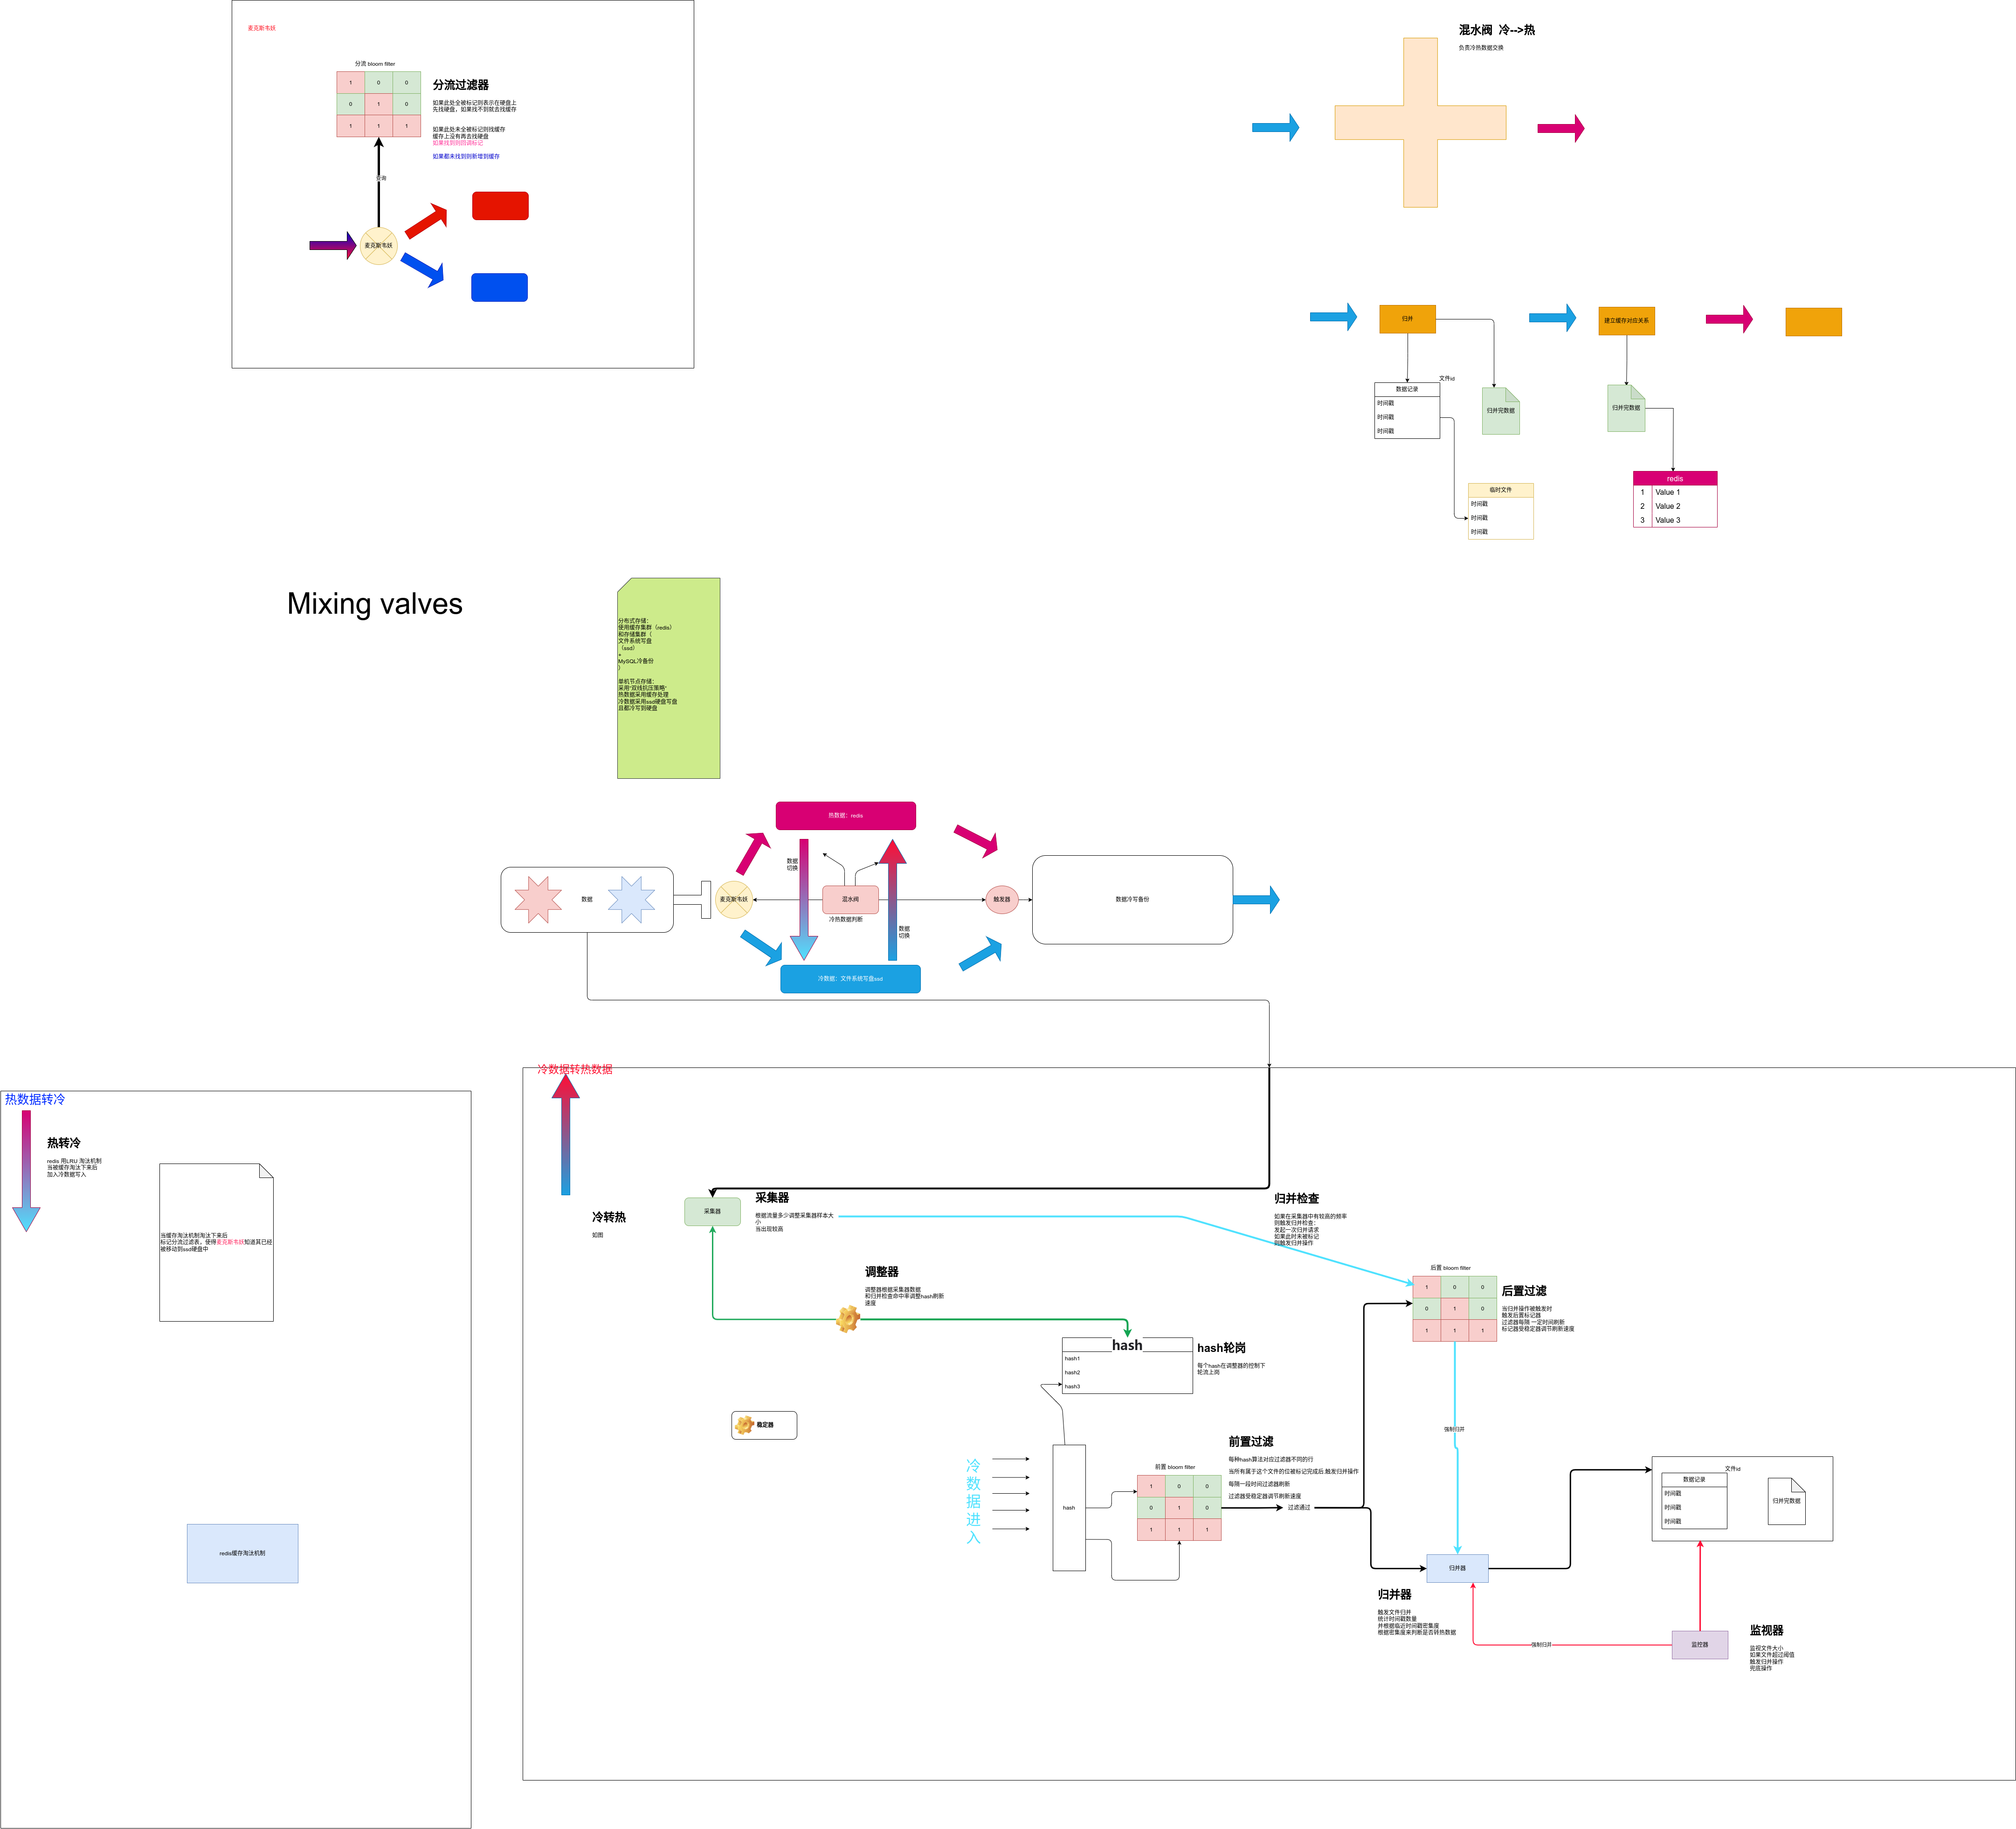 麦克斯韦妖
分流 bloom filter
1 0 0
0 1 0
1 1 1
分流过滤器
如果此处全被标记则表示在硬盘上
先找硬盘，如果找不到就去找缓存
如果此处未全被标记则找缓存
缓存上没有再去找硬盘
如果找到则回调标记
如果都未找到则新增到缓存
查询
麦克斯韦妖
混水阀 冷-->热
负责冷热数据交换
归并
建立缓存对应关系
文件id
数据记录
时间戳
时间戳
时间戳
归并完数据
归并完数据
临时文件
时间戳
时间戳
时间戳
redis
1 Value 1
2 Value 2
3 Value 3
Mixing valves
分布式存储：
使用缓存集群（redis）
和存储集群（
文件系统写盘
（ssd）
+
MySQL冷备份
）
单机节点存储：
采用"双线抗压策略"
热数据采用缓存处理
冷数据采用ssd硬盘写盘
且都冷写到硬盘
热数据：redis
数据
切换
数据
麦克斯韦妖
混水阀
冷热数据判断
数据
切换
触发器
数据冷写备份
冷数据：文件系统写盘ssd
热数据转冷
热转冷
redis 用LRU 淘汰机制
当被缓存淘汰下来后
加入冷数据写入
当缓存淘汰机制淘汰下来后
标记分流过滤表，使得麦克斯韦妖知道其已经
被移动到ssd硬盘中
redis缓存淘汰机制
冷数据转热数据
冷转热
如图
采集器
采集器
根据流量多少调整采集器样本大
小
当出现较高
归并检查
如果在采集器中有较高的频率
则触发归并检查：
发起一次归并请求
如果此时未被标记
则触发归并操作
调整器
调整器根据采集器数据
和归并检查命中率调整hash刷新
速度
后置 bloom filter
1 0 0
0 1 0
1 1 1
后置过滤
当归并操作被触发时
触发后置标记器
过滤器每隔 一定时间刷新
标记器受稳定器调节刷新速度
hash
hash1
hash2
hash3
hash轮岗
每个hash在调整器的控制下
轮流上岗
稳定器
冷
数
据
进
入
hash
前置 bloom filter
1 0 0
0 1 0
1 1 1
前置过滤
每种hash算法对应过滤器不同的行
当所有属于这个文件的位被标记完成后,触发归并操作
每隔一段时间过滤器刷新
过滤器受稳定器调节刷新速度
过滤通过
强制归并
归并器
归并器
触发文件归并
统计时间戳数量
并根据临近时间戳密集度
根据密集度来判断是否转热数据
文件id
数据记录
时间戳
时间戳
时间戳
归并完数据
强制归并
监控器
监视器
监视文件大小
如果文件超过阈值
触发归并操作
兜底操作